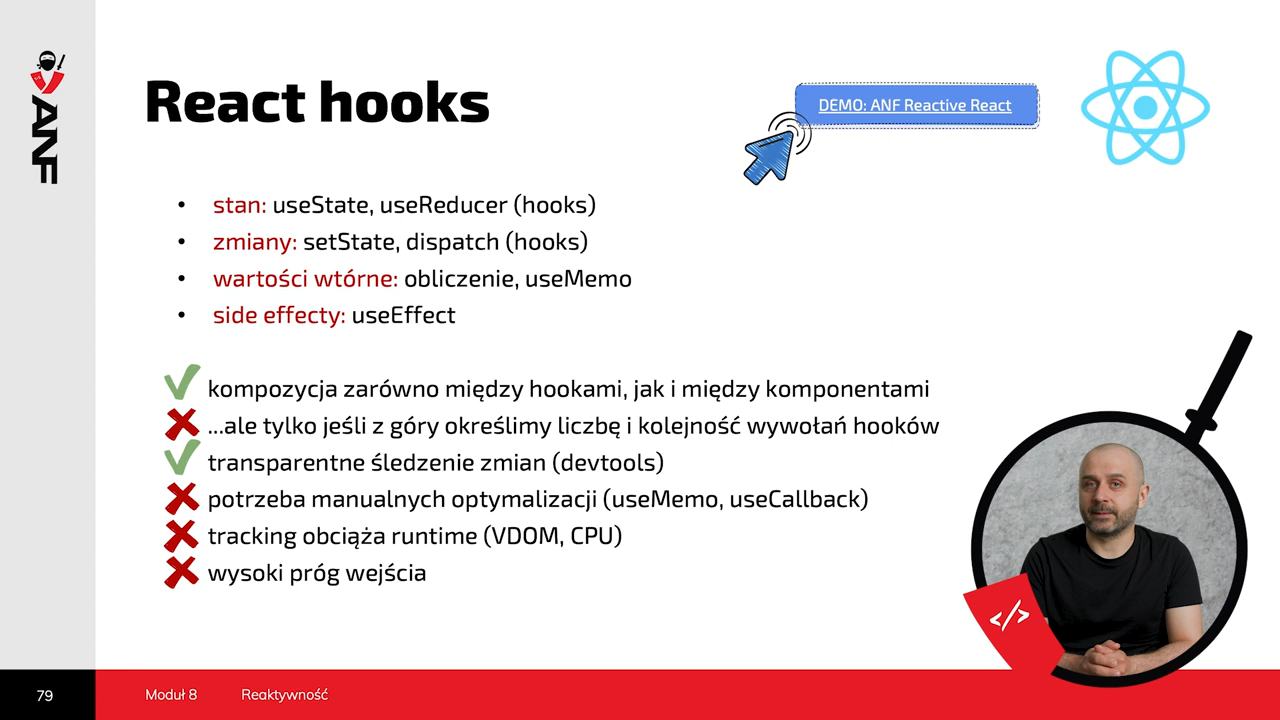 ANF
React hooks
DEMO: ANF Reactive React
• stan: useState, useReducer (hooks)
• zmiany: setState, dispatch (hooks)
• wartości wtórne: obliczenie, useMemo
• side effecty: useEffect
kompozycja zarówno między hookami, jak i między komponentami
...ale tylko jeśli z góry określimy liczbę i kolejność wywołań hooków
transparentne śledzenie zmian (devtools)
potrzeba manualnych optymalizacji (useMemo, useCallback)
tracking obciąża runtime (VDOM, CPU)
wysoki próg wejścia
</>
79
Moduł 8
Reaktywność